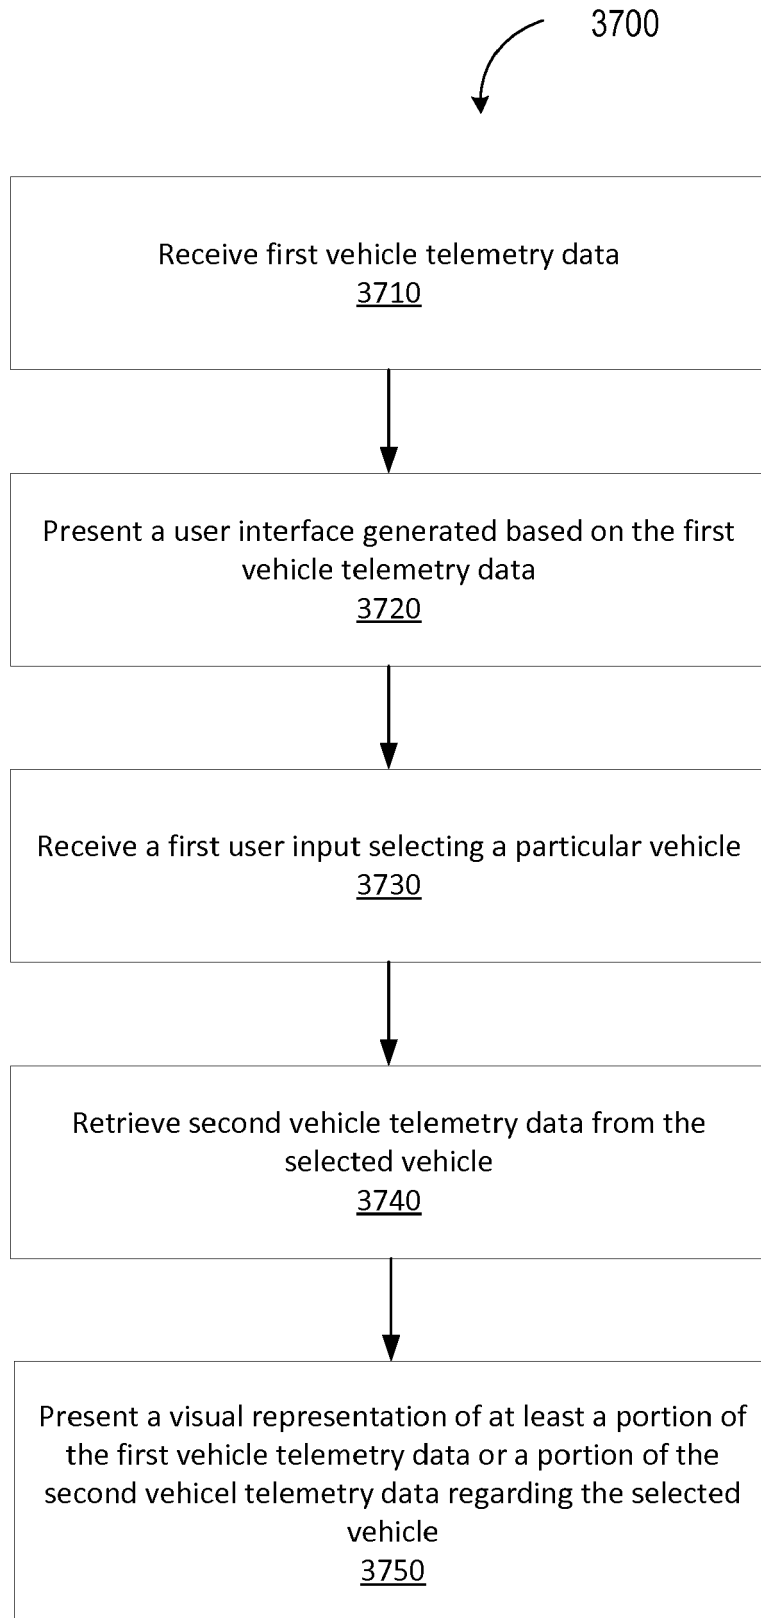 3700
Receive first vehicle telemetry data
3710
Present a user interface generated based on the first
vehicle telemetry data
3720
Receive a first user input selecting a particular vehicle
3730
Retrieve second vehicle telemetry data from the
selected vehicle
3740
Present a visual representation of at least a portion of
the first vehicle telemetry data or a portion of the
second vehicel telemetry data regarding the selected
vehicle
3750